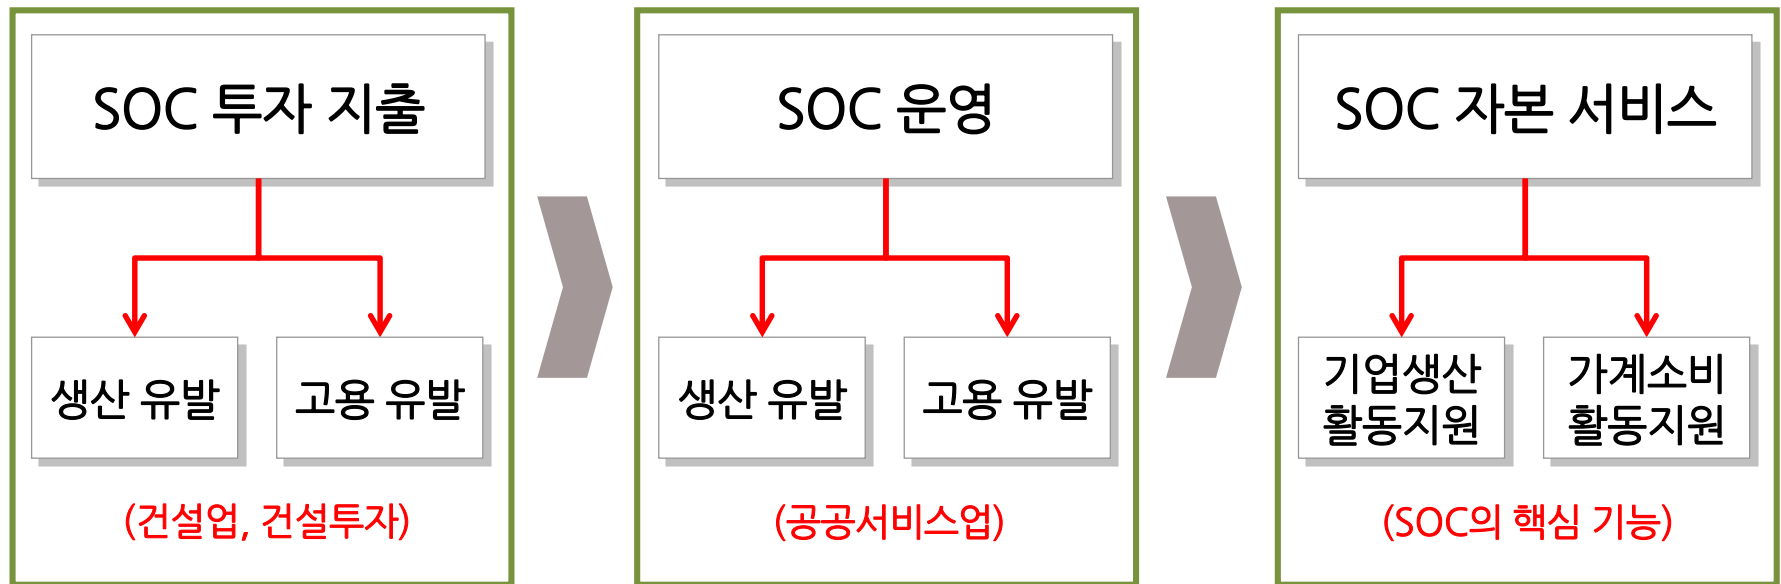 SOC 투자 지출
생산 유발
고용 유발
(건설업, 건설투자)
SOC 운영
생산 유발
고용 유발
(공공서비스업)
SOC 자본 서비스
기업생산
활동지원
가계소비
활동지원
(SOC의 핵심 기능)